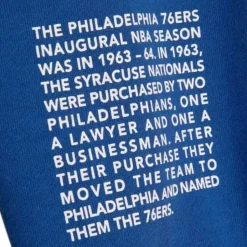 THE PHILADELPHIA 76ERS
INAUGURAL NBA SEASON
WAS IN 1963 – 64. IN 1963,
THE SYRACUSE NATIONALS
WERE PURCHASED BY TWO
PHILADELPHIANS, ONE
A LAWYER AND ONE A
BUSINESSMAN. AFTER
THEIR PURCHASE THEY
MOVED THE TEAM TO
PHILADELPHIA AND NAMED
THEM THE 76ERS.